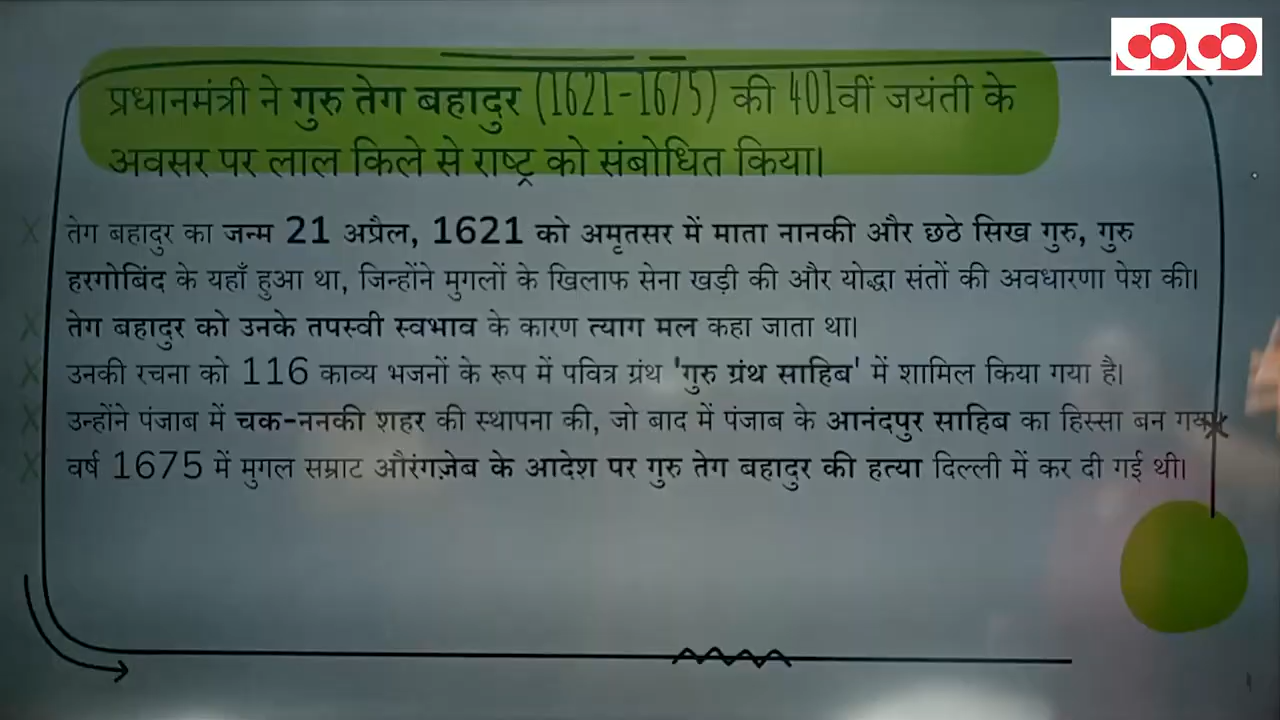 प्रधानमंत्री ने गुरु तेग बहादुर (1621-1675) की 401वीं जयंती के
अवसर पर लाल किले से राष्ट्र को संबोधित किया।
तेग बहादुर का जन्म 21 अप्रैल, 1621 को अमृतसर में माता नानकी और छठे सिख गुरु, गुरु
हरगोबिंद के यहाँ हुआ था, जिन्होंने मुगलों के खिलाफ सेना खड़ी की और योद्धा संतों की अवधारणा पेश की।
तेग बहादुर को उनके तपस्वी स्वभाव के कारण त्याग मल कहा जाता था।
उनकी रचना को 116 काव्य भजनों के रूप में पवित्र ग्रंथ 'गुरु ग्रंथ साहिब' में शामिल किया गया है।
उन्होंने पंजाब में चक-ननकी शहर की स्थापना की, जो बाद में पंजाब के आनंदपुर साहिब का हिस्सा बन
वर्ष 1675 में मुगल सम्राट औरंगज़ेब के आदेश पर गुरु तेग बहादुर की हत्या दिल्ली में कर दी गई थी।